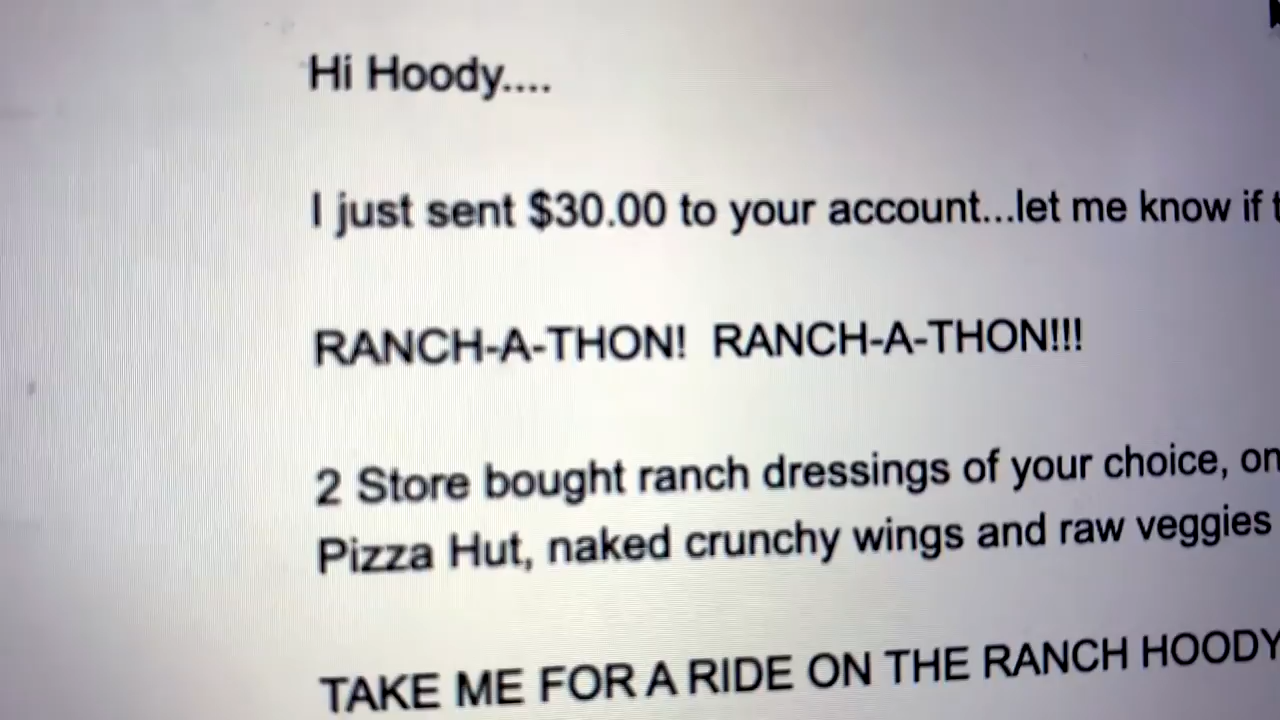 Hi Hoody....
I just sent $30.00 to your account...let me know if
RANCH-A-THON!  RANCH-A-THON!!!
2 Store bought ranch dressings of your choice,
Pizza Hut, naked crunchy wings and raw veggies
TAKE ME FOR A RIDE ON THE RANCH HOODY